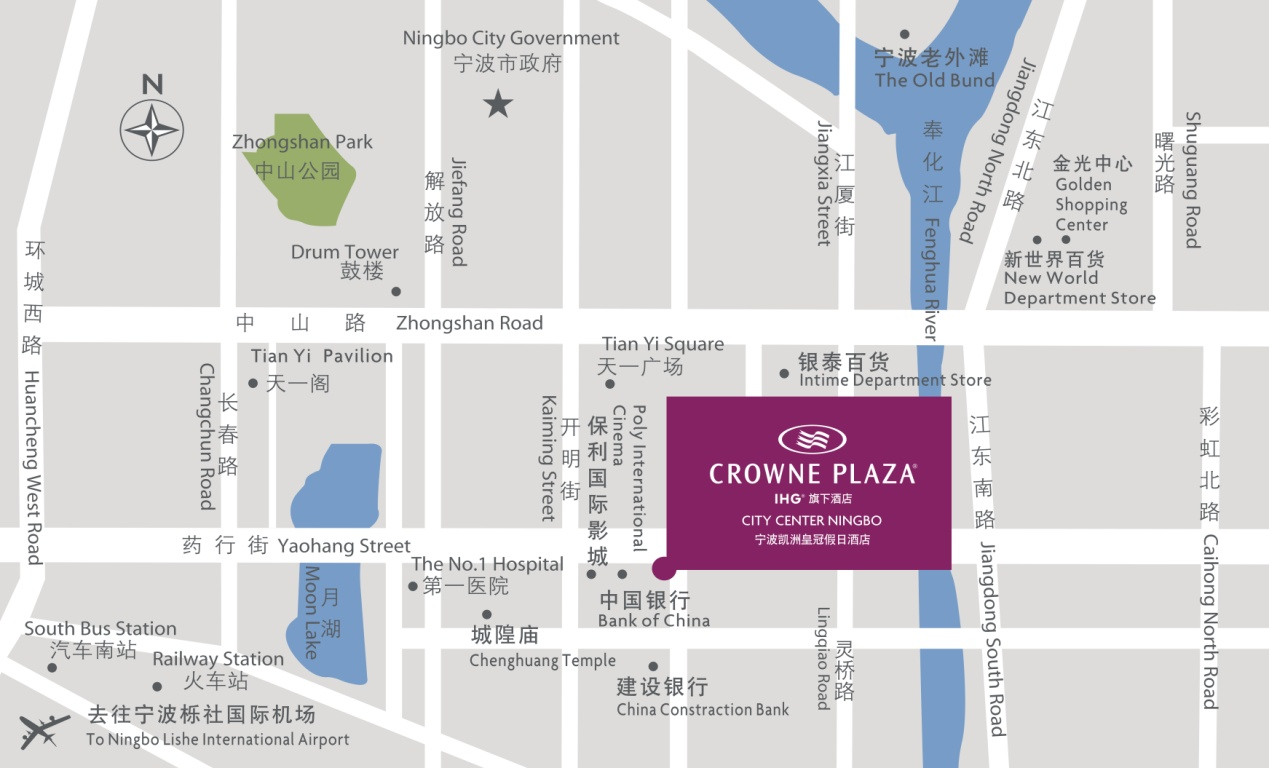 Ningbo City Government
宁波市政府
宁波老外滩
The Old Bund
N
Zhongshan Park
中山公园
解放路
Jiefang Road
Jiangxia Street
江厦街
奉化江 Fenghua River
Jiangdong North Road
江东北路
金光中心
Golden
Shopping
Center
曙光路
Shuguang Road
Drum Tower
鼓楼
新世界百货
New World
Department Store
环城西路 Huancheng West Road
中山路 Zhongshan Road
Tian Yi Pavilion
天一阁
Tian Yi Square
天一广场
银泰百货
Intime Department Store
Changchun Road
长春路
Kaiming Street
开明街
保利国际影城
Poly International
Cinema
CROWNE PLAZA®
IHG® 旗下酒店
CITY CENTER NINGBO
宁波凯洲皇冠假日酒店
江东南路 Jiangdong South Road
彩虹北路 Caihong North Road
药行街 Yaohang Street
The No.1 Hospital
第一医院
月湖
Moon Lake
中国银行
Bank of China
城隍庙
Chenghuang Temple
Lingqiao Road
灵桥路
South Bus Station
汽车南站
Railway Station
火车站
建设银行
China Constraction Bank
去往宁波栎社国际机场
To Ningbo Lishe International Airport